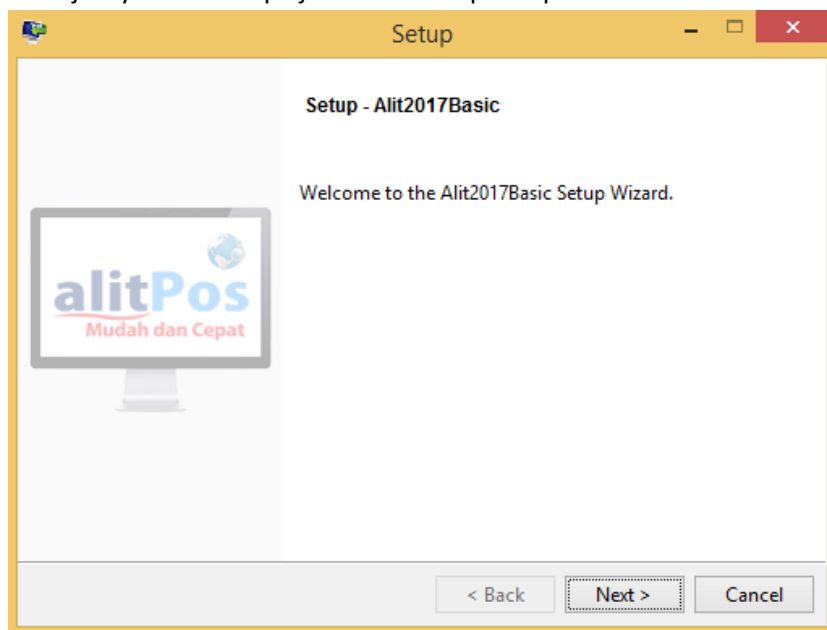 Setup
Setup - Alit2017Basic
Welcome to the Alit2017Basic Setup Wizard.
alitPos
Mudah dan Cepat
< Back
Next >
Cancel